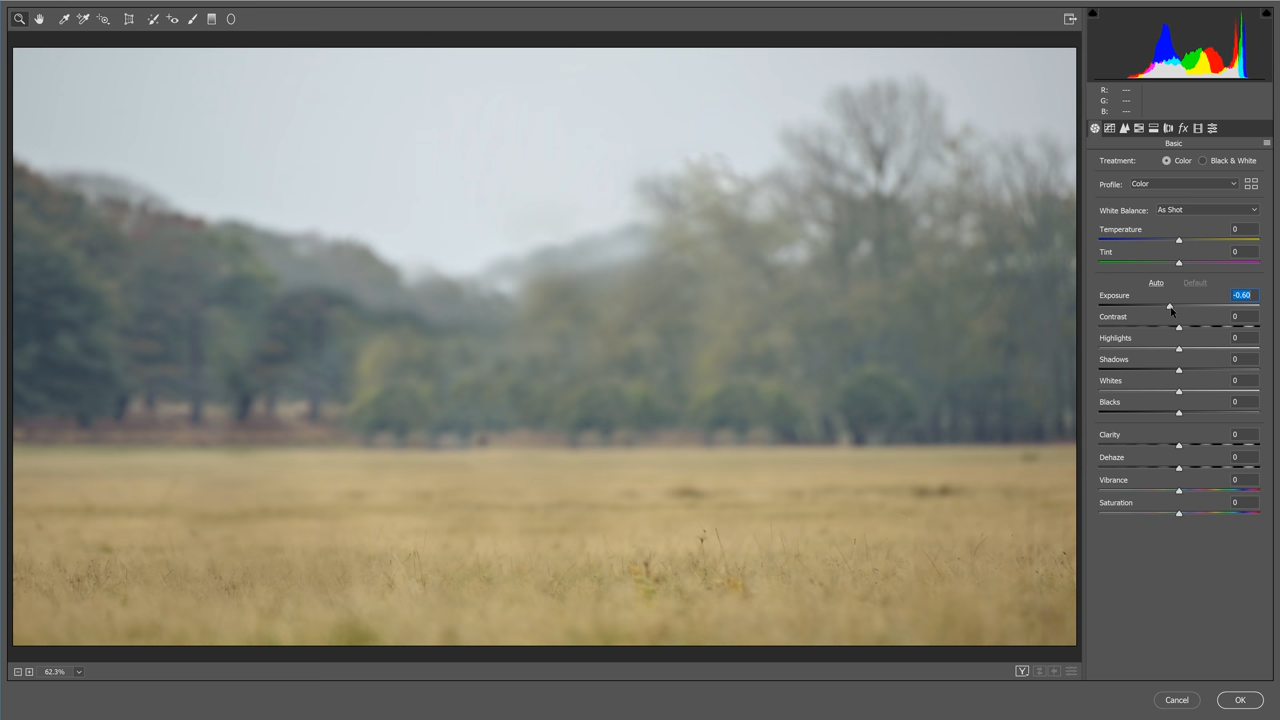 R: ---
G: ---
B: ---
Basic
Treatment: Color Black & White
Profile: Color
White Balance: As Shot
Temperature 0
Tint 0
Auto Default
Exposure -0.60
Contrast 0
Highlights 0
Shadows 0
Whites 0
Blacks 0
Clarity 0
Dehaze 0
Vibrance 0
Saturation 0
62.3% Y
Cancel OK